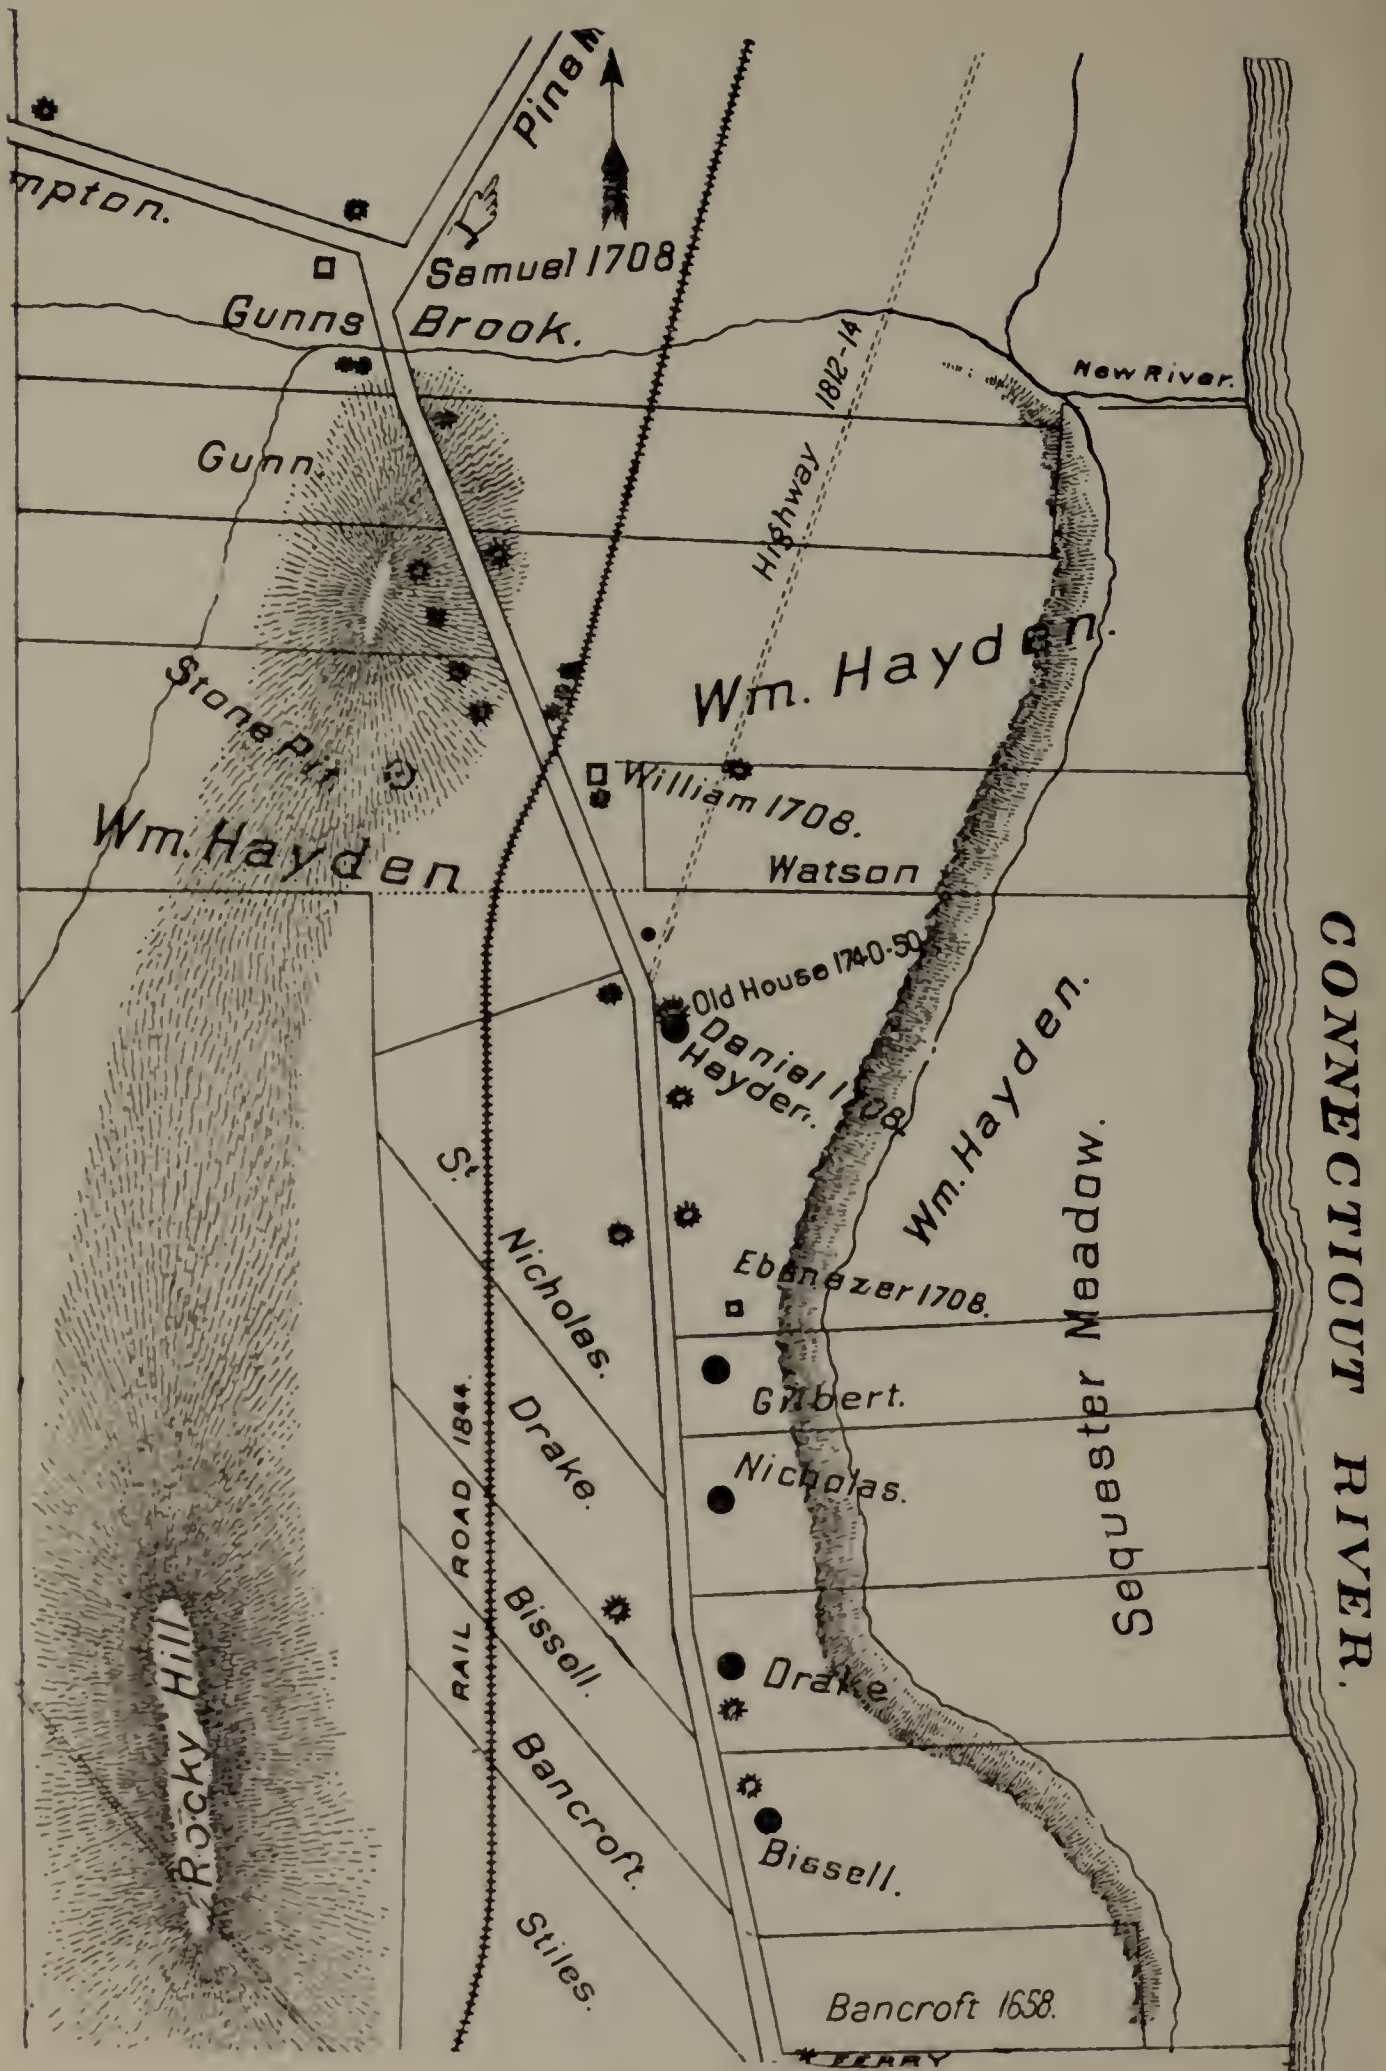 Pine
mpton.
Samuel 1708
Gunns Brook.
New River.
Highway 1812-14
Gunn.
Wm. Hayden.
Stone Pit
William 1708.
Wm. Hayden
Watson
Old House 1740-50
Daniel 1708
Hayden.
Wm. Hayden.
CONNECTICUT RIVER.
Sequester Meadow.
St. Nicholas.
Ebenezer 1708.
Gilbert.
Drake.
RAIL ROAD 1844.
Nicholas.
Bissell.
Drake
Rocky Hill
Bancroft.
Bissell.
Stiles.
Bancroft 1658.
FERRY